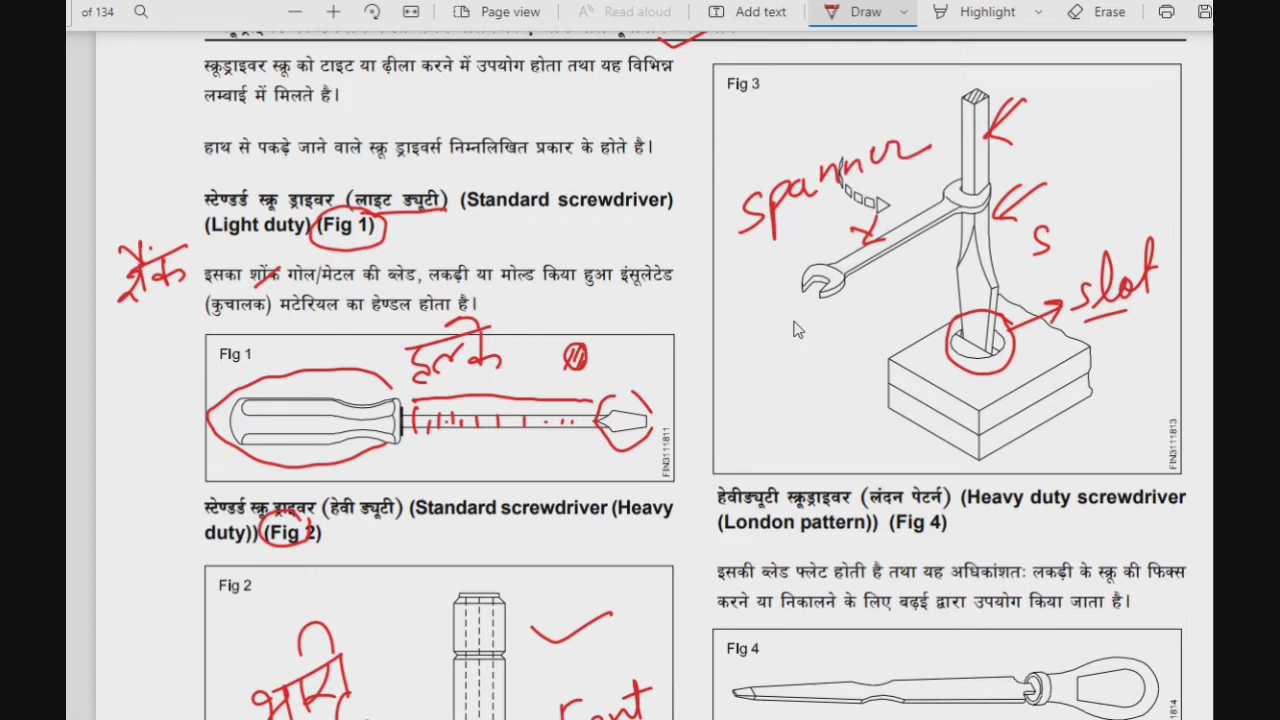 of 134
Page view
Read aloud
Add text
Draw
Highlight
Erase
स्क्रूड्राइवर स्क्रू को टाइट या ढ़ीला करने में उपयोग होता तथा यह विभिन्न
लम्बाई में मिलते है।
हाथ से पकड़े जाने वाले स्क्रू ड्राइवर्स निम्नलिखित प्रकार के होते है।
स्टेण्डर्ड स्क्रू ड्राइवर (लाइट ड्यूटी) (Standard screwdriver)
(Light duty) (Fig 1)
शैंक
इसका शोंक गोल/मेटल की ब्लेड, लकढ़ी या मोल्ड किया हुआ इंसूलेटेड
(कुचालक) मटेरियल का हेण्डल होता है।
Fig 1
हल्के
FIN3111811
स्टेण्डर्ड स्क्रू ड्राइवर (हेवी ड्यूटी) (Standard screwdriver (Heavy
duty)) (Fig 2)
Fig 2
भारी
Fig 3
spanner
S
slot
FIN3111813
हेवीड्यूटी स्क्रूड्राइवर (लंदन पेटर्न) (Heavy duty screwdriver
(London pattern)) (Fig 4)
इसकी ब्लेड फ्लेट होती है तथा यह अधिकांशतः लकड़ी के स्क्रू की फिक्स
करने या निकालने के लिए बढ़ई द्वारा उपयोग किया जाता है।
Fig 4